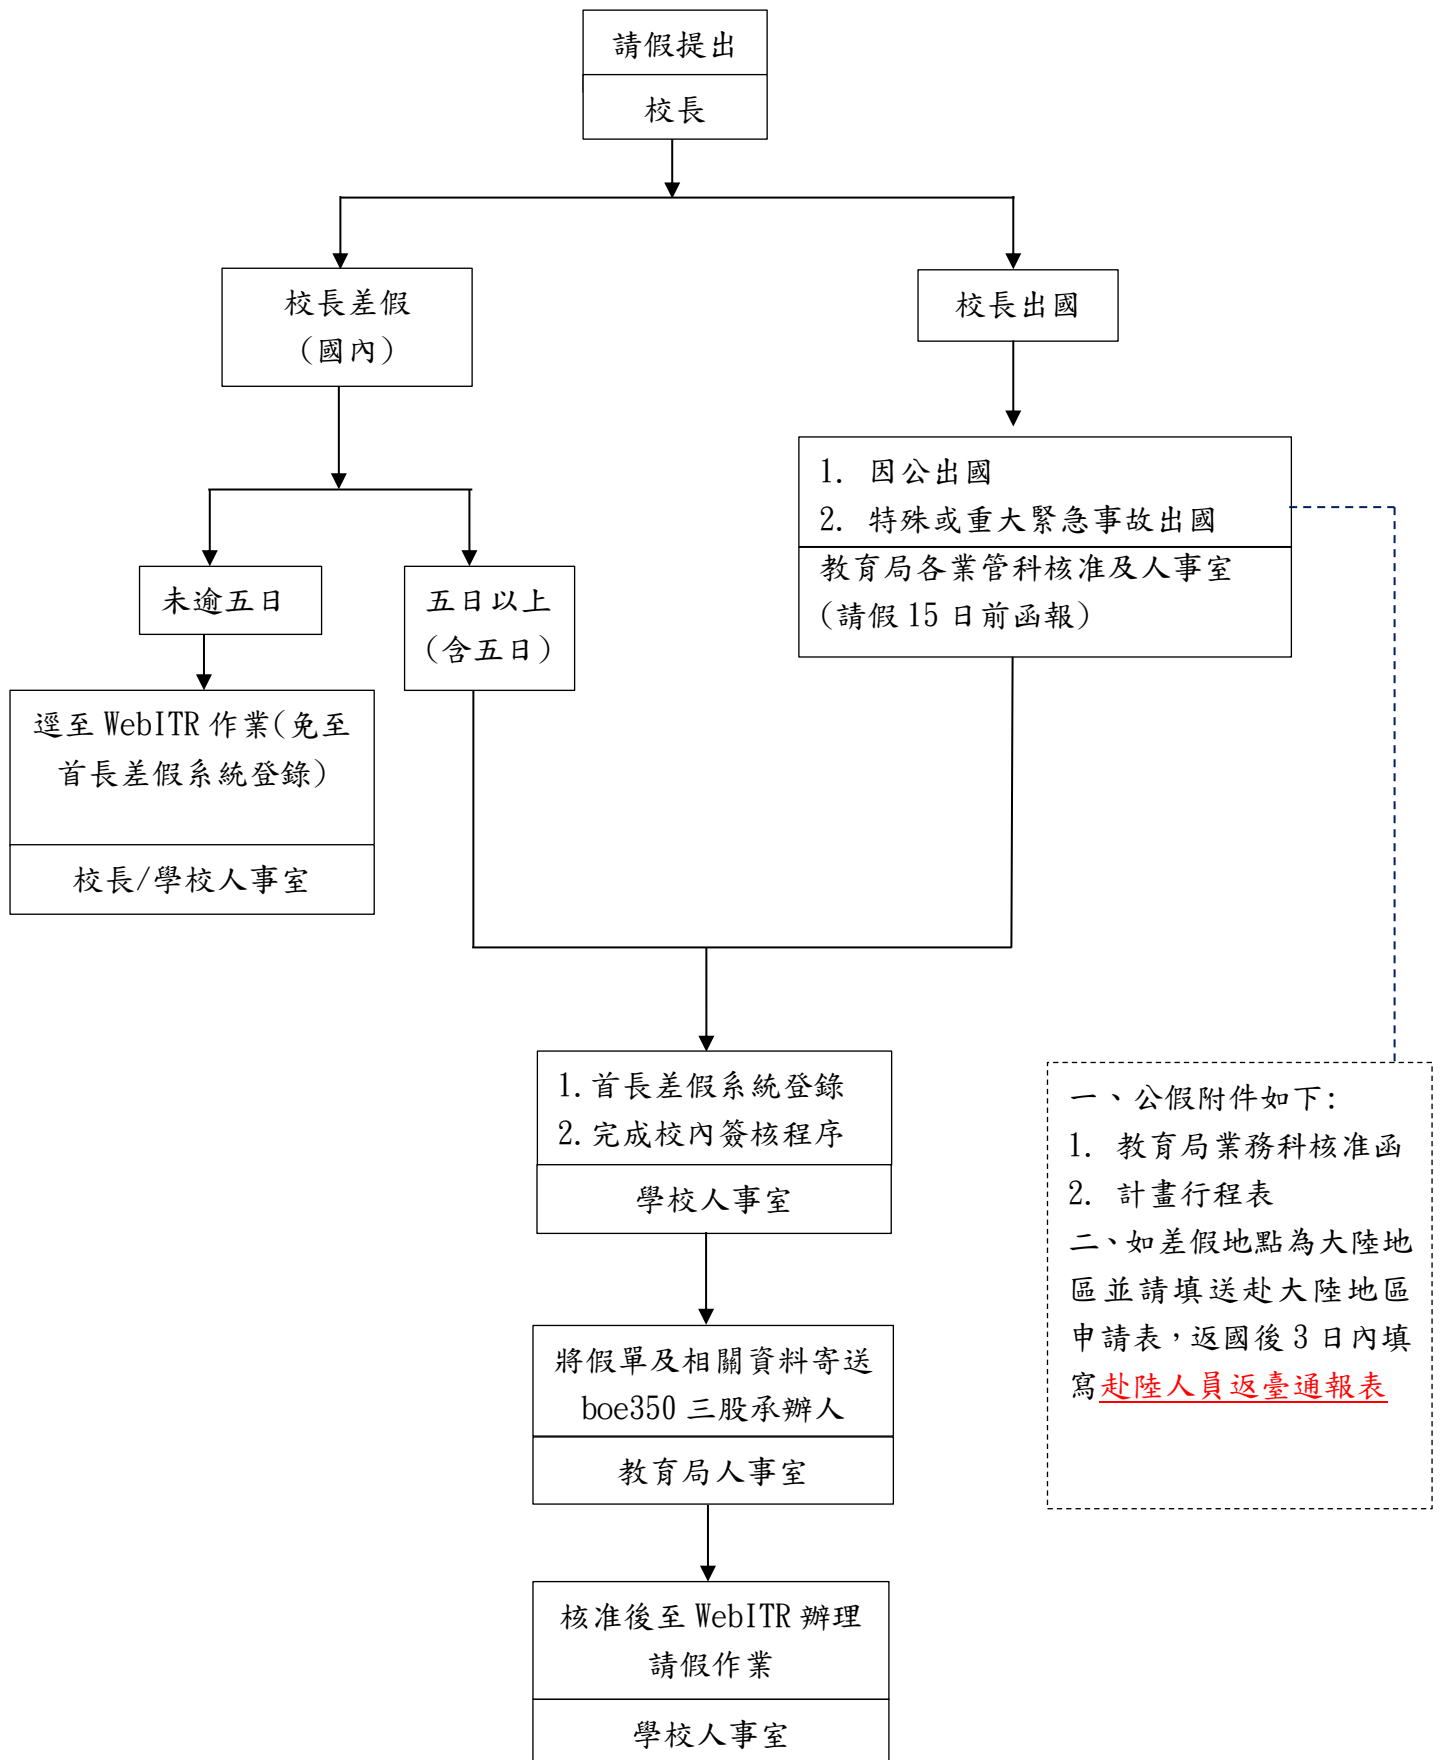 請假提出
校長
校長差假
(國內)
校長出國
1. 因公出國
2. 特殊或重大緊急事故出國
教育局各業管科核准及人事室
(請假 15 日前函報)
未逾五日
五日以上
(含五日)
逕至 WebITR 作業(免至
首長差假系統登錄)
校長/學校人事室
1.首長差假系統登錄
2.完成校內簽核程序
學校人事室
一、公假附件如下:
1. 教育局業務科核准函
2. 計畫行程表
二、如差假地點為大陸地
區並請填送赴大陸地區
申請表，返國後 3 日內填
寫赴陸人員返臺通報表
將假單及相關資料寄送
boe350 三股承辦人
教育局人事室
核准後至 WebITR 辦理
請假作業
學校人事室